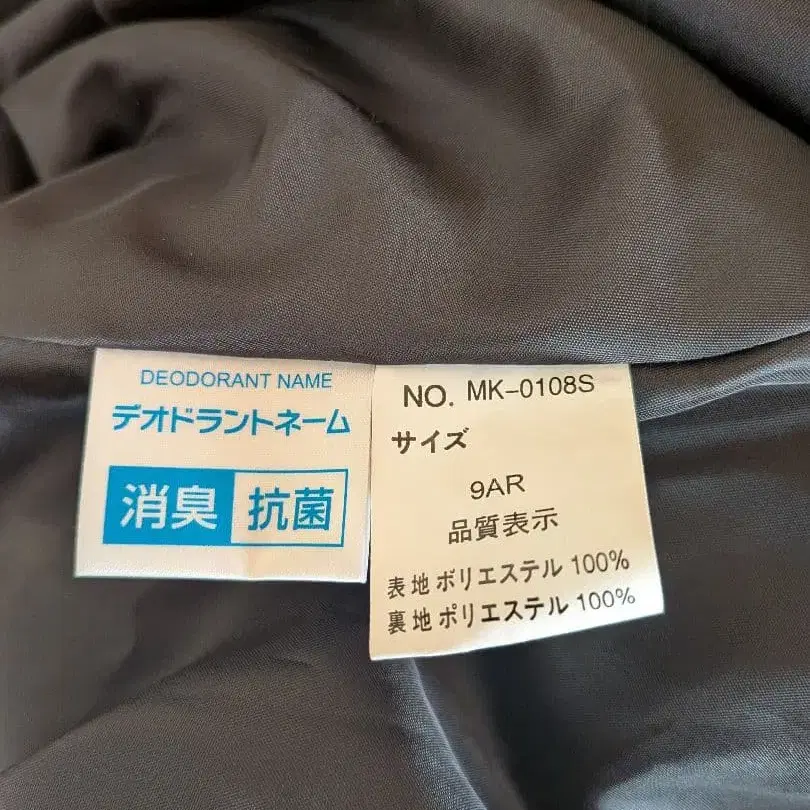 DEODORANT NAME
デオドラントネーム
消臭 抗菌
NO. MK-0108S
サイズ
9AR
品質表示
表地 ポリエステル 100%
裏地 ポリエステル 100%